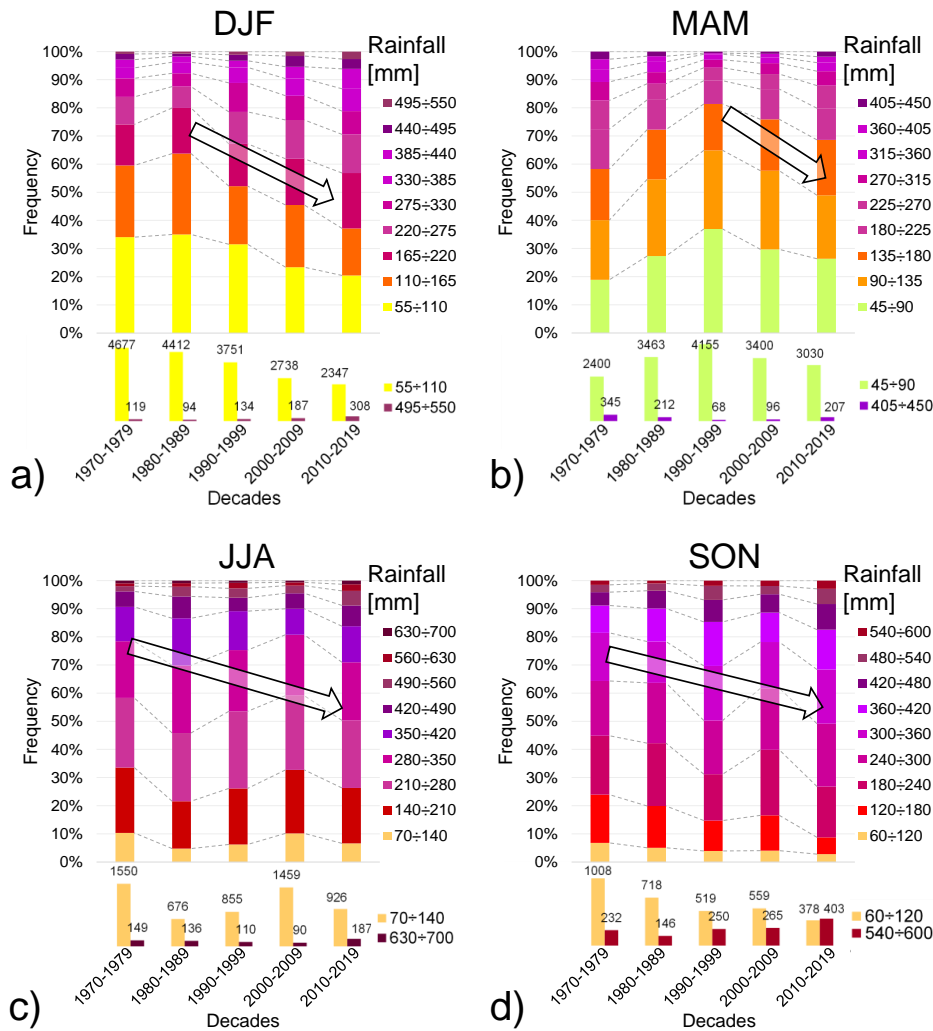 DJF
Rainfall
[mm]
Frequency
100%
90%
80%
70%
60%
50%
40%
30%
20%
10%
0%
495÷550
440÷495
385÷440
330÷385
275÷330
220÷275
165÷220
110÷165
55÷110
4677 4412 3751 2738 2347
119 94 134 187 308
55÷110
495÷550
1970-1979 1980-1989 1990-1999 2000-2009 2010-2019
Decades
a)
MAM
Rainfall
[mm]
Frequency
100%
90%
80%
70%
60%
50%
40%
30%
20%
10%
0%
405÷450
360÷405
315÷360
270÷315
225÷270
180÷225
135÷180
90÷135
45÷90
2400 3463 4155 3400 3030
345 212 68 96 207
45÷90
405÷450
1970-1979 1980-1989 1990-1999 2000-2009 2010-2019
Decades
b)
JJA
Rainfall
[mm]
Frequency
100%
90%
80%
70%
60%
50%
40%
30%
20%
10%
0%
630÷700
560÷630
490÷560
420÷490
350÷420
280÷350
210÷280
140÷210
70÷140
1550 676 855 1459 926
149 136 110 90 187
70÷140
630÷700
1970-1979 1980-1989 1990-1999 2000-2009 2010-2019
Decades
c)
SON
Rainfall
[mm]
Frequency
100%
90%
80%
70%
60%
50%
40%
30%
20%
10%
0%
540÷600
480÷540
420÷480
360÷420
300÷360
240÷300
180÷240
120÷180
60÷120
1008 718 519 559 378
232 146 250 265 403
60÷120
540÷600
1970-1979 1980-1989 1990-1999 2000-2009 2010-2019
Decades
d)